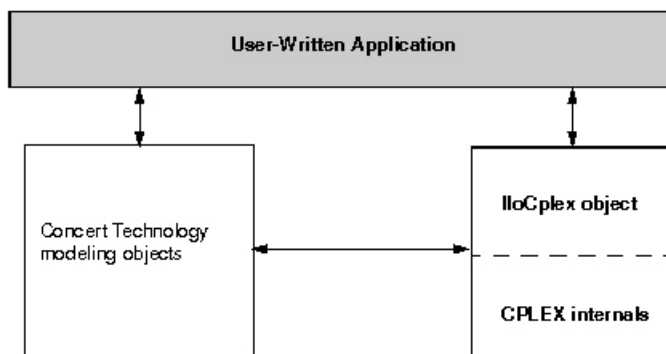 User-Written Application
Concert Technology
modeling objects
IloCplex object
CPLEX internals